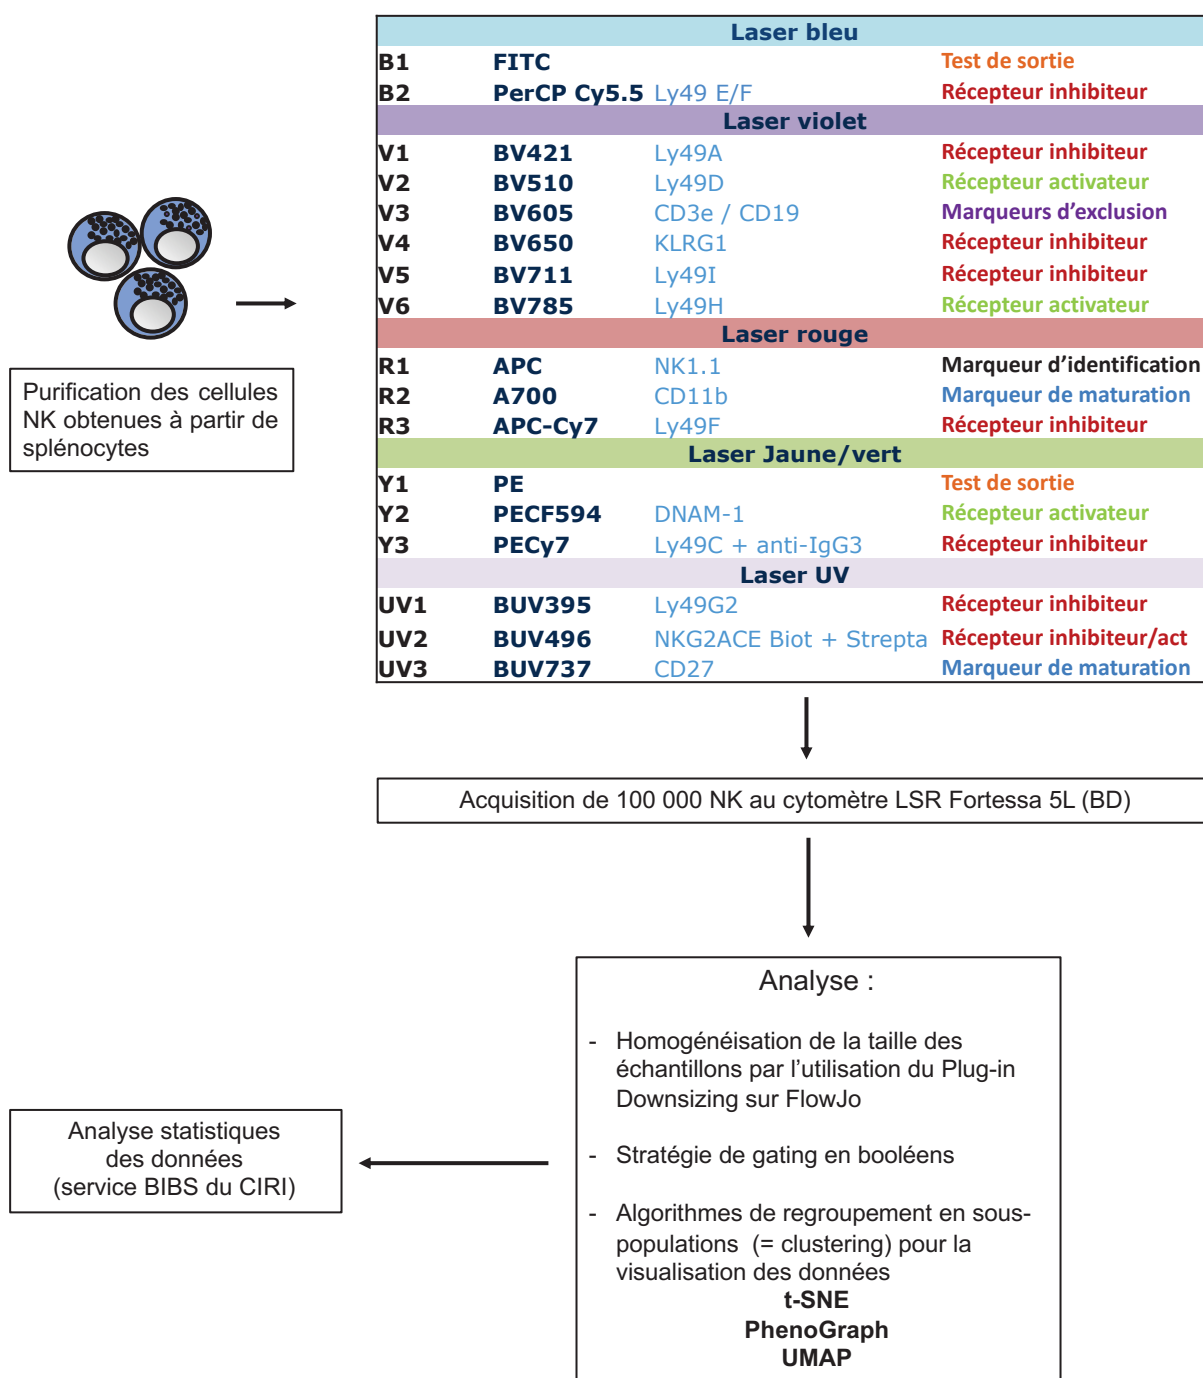 Laser bleu
B1 FITC Test de sortie
B2 PerCP Cy5.5 Ly49 E/F Récepteur inhibiteur
Laser violet
V1 BV421 Ly49A Récepteur inhibiteur
V2 BV510 Ly49D Récepteur activateur
V3 BV605 CD3e / CD19 Marqueurs d'exclusion
V4 BV650 KLRG1 Récepteur inhibiteur
V5 BV711 Ly49I Récepteur inhibiteur
V6 BV785 Ly49H Récepteur activateur
Laser rouge
R1 APC NK1.1 Marqueur d'identification
R2 A700 CD11b Marqueur de maturation
R3 APC-Cy7 Ly49F Récepteur inhibiteur
Laser Jaune/vert
Y1 PE Test de sortie
Y2 PECF594 DNAM-1 Récepteur activateur
Y3 PECy7 Ly49C + anti-IgG3 Récepteur inhibiteur
Laser UV
UV1 BUV395 Ly49G2 Récepteur inhibiteur
UV2 BUV496 NKG2ACE Biot + Strepta Récepteur inhibiteur/act
UV3 BUV737 CD27 Marqueur de maturation
Purification des cellules
NK obtenues à partir de
splénocytes
Acquisition de 100 000 NK au cytomètre LSR Fortessa 5L (BD)
Analyse :
- Homogénéisation de la taille des
échantillons par l'utilisation du Plug-in
Downsizing sur FlowJo
- Stratégie de gating en booléens
- Algorithmes de regroupement en sous-
populations (= clustering) pour la
visualisation des données
t-SNE
PhenoGraph
UMAP
Analyse statistiques
des données
(service BIBS du CIRI)